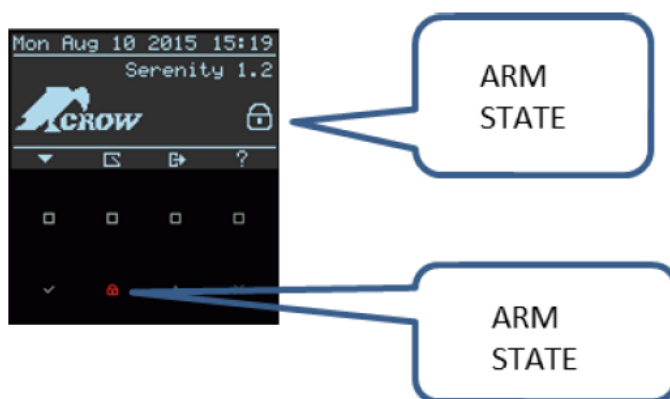 Mon Aug 10 2015 15:19
Serenity 1.2
CROW
?
ARM
STATE
ARM
STATE